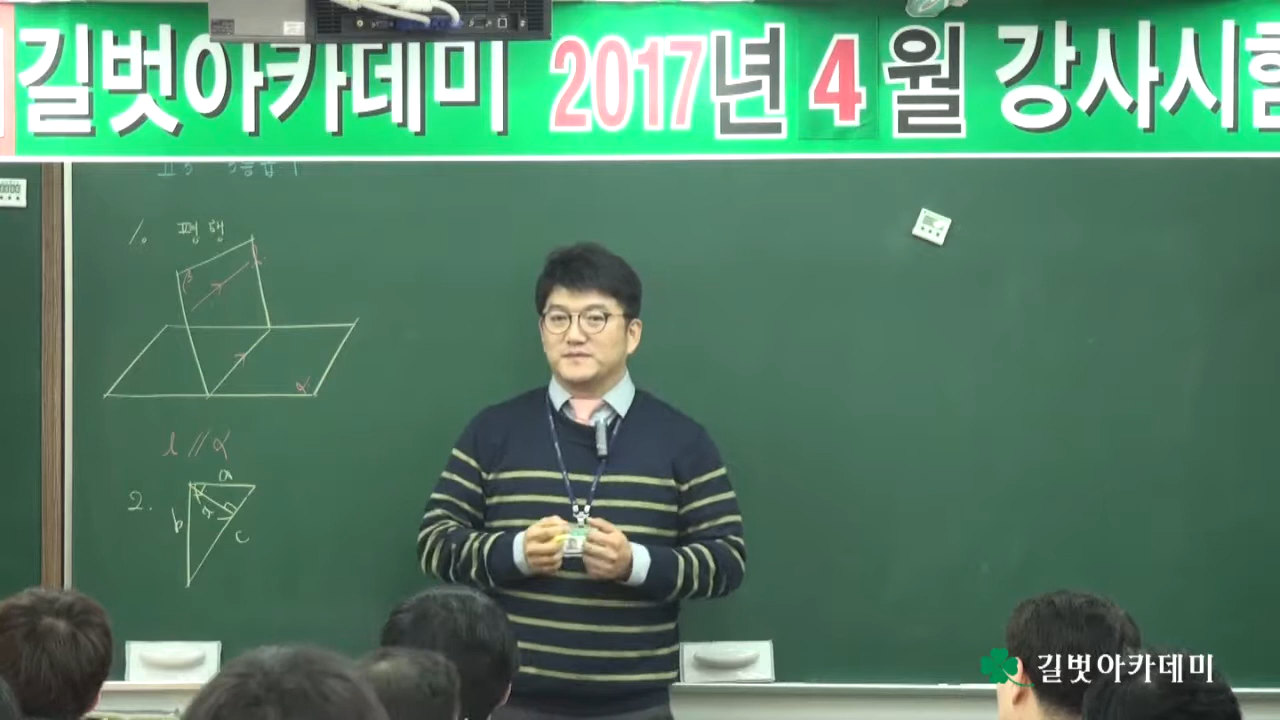 길벗아카데미 2017년 4월 강사시험
1. 평행
β l
α
l // α
2.
a
b x
c
길벗아카데미